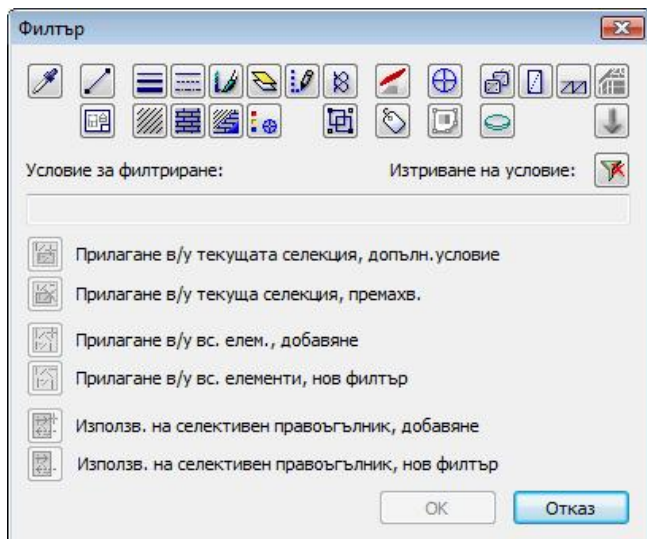 Филтър
Условие за филтриране: Изтриване на условие:
Прилагане в/у текущата селекция, допълн.условие
Прилагане в/у текуща селекция, премахв.
Прилагане в/у вс. елем., добавяне
Прилагане в/у вс. елементи, нов филтър
Използв. на селективен правоъгълник, добавяне
Използв. на селективен правоъгълник, нов филтър
OK Отказ